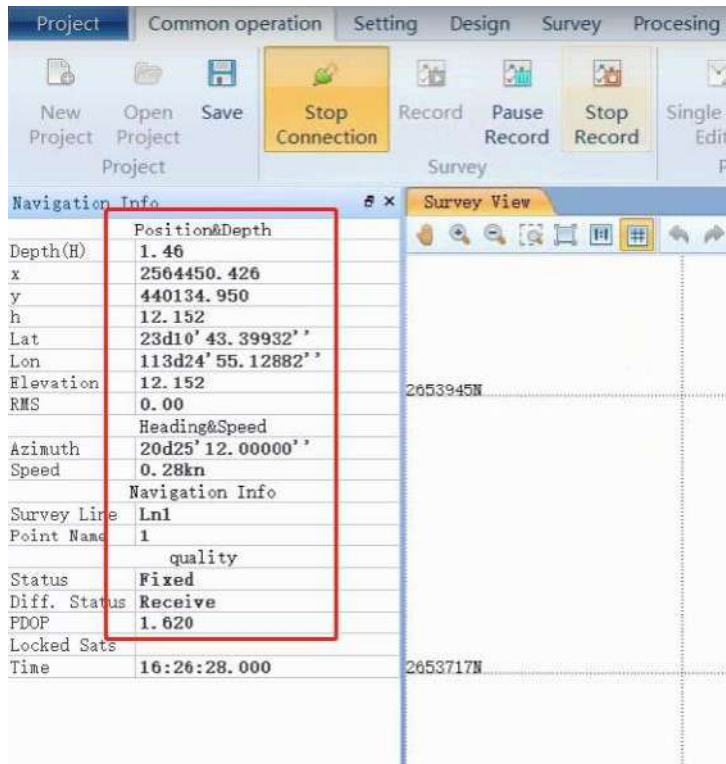 Project Common operation Setting Design Survey Procesing
New Project Open Project Save Stop Connection Record Pause Record Stop Record Single Edit
Project Survey
Navigation Info Survey View
Position&Depth
Depth(H) 1.46
x 2564450.426
y 440134.950
h 12.152
Lat 23d10'43.39932''
Lon 113d24'55.12882''
Elevation 12.152
RMS 0.00
2653945N
Heading&Speed
Azimuth 20d25'12.00000''
Speed 0.28kn
Navigation Info
Survey Line Ln1
Point Name 1
quality
Status Fixed
Diff. Status Receive
PDOP 1.620
Locked Sats
Time 16:26:28.000
2653717N